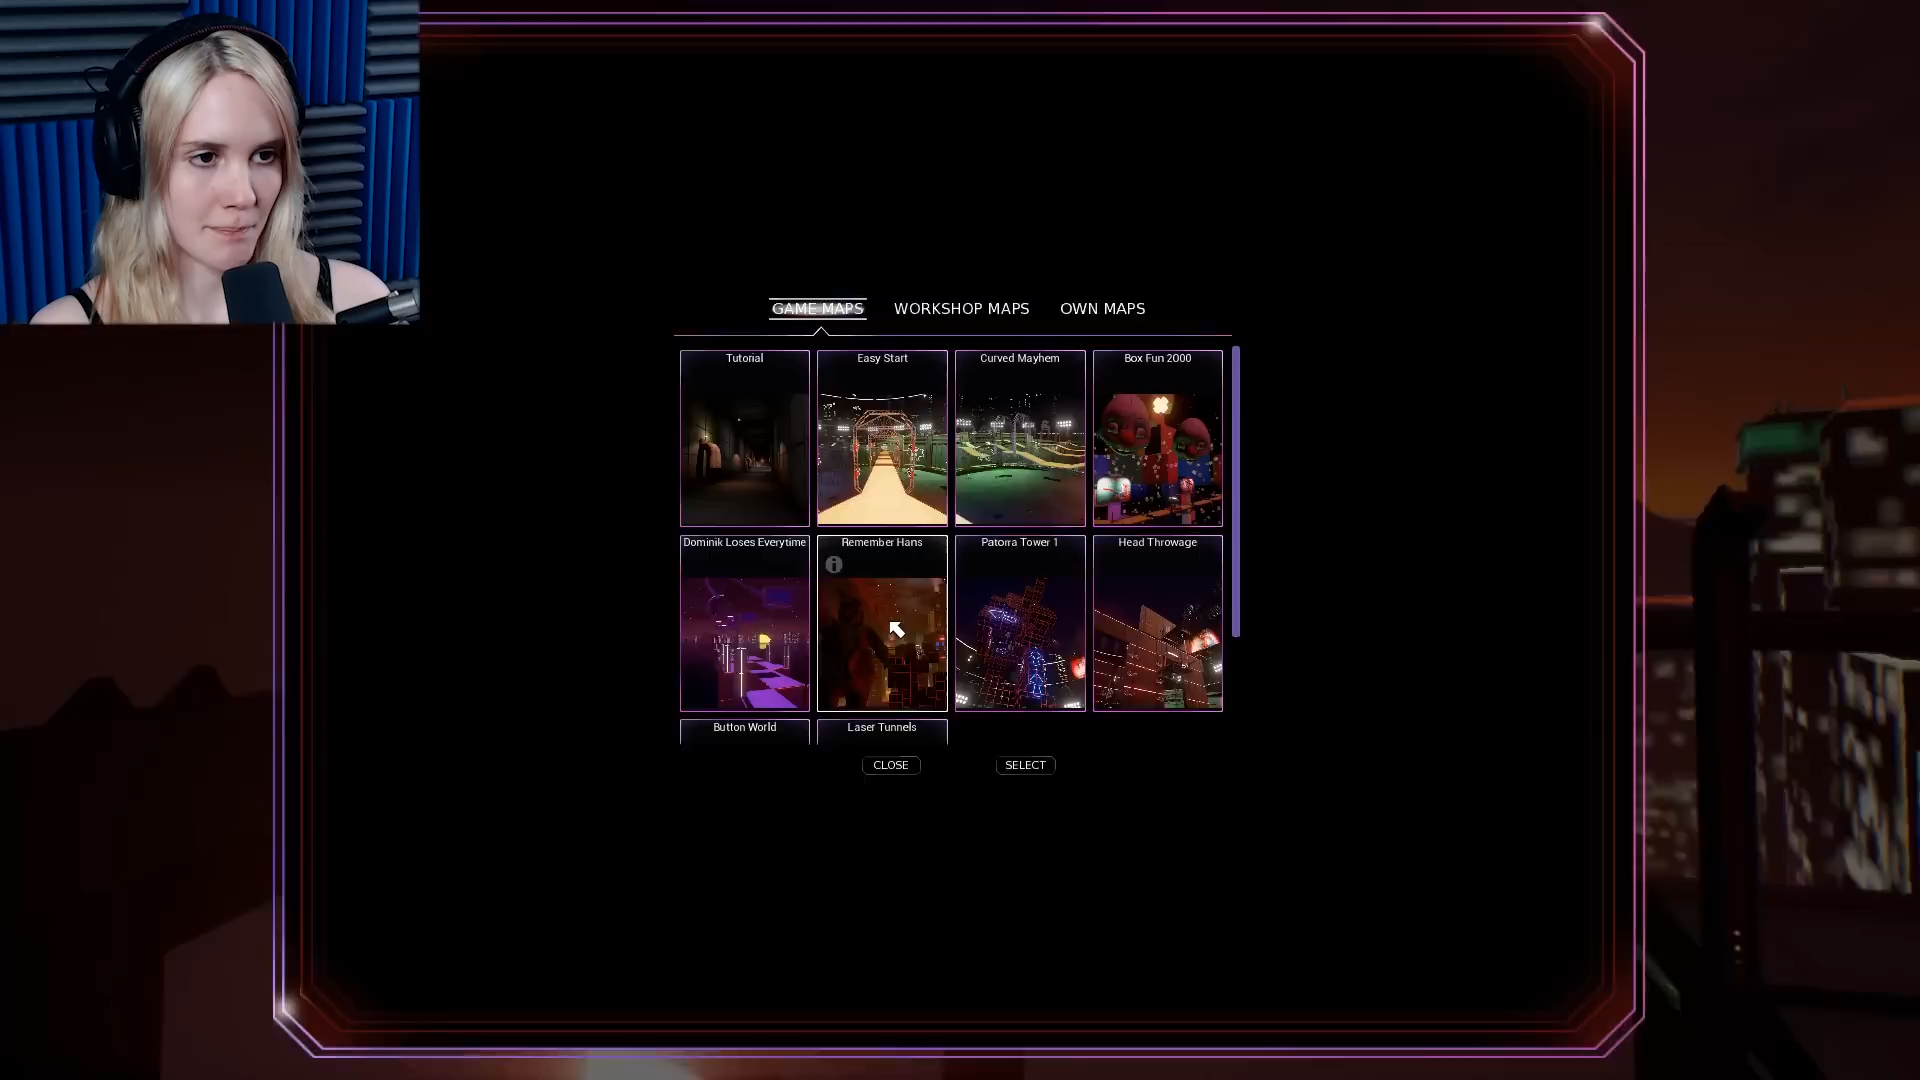 GAME MAPS WORKSHOP MAPS OWN MAPS
Tutorial Easy Start Curved Mayhem Box Fun 2000
Dominik Loses Everytime Remember Hans Patorra Tower 1 Head Throwage
Button World Laser Tunnels
CLOSE SELECT